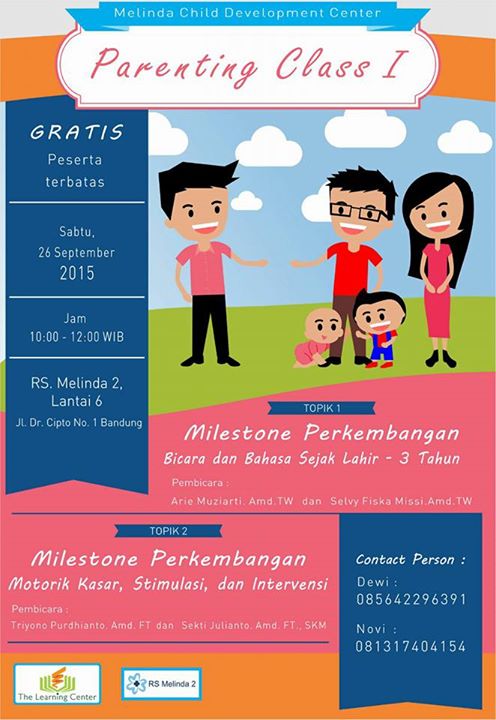 Melinda Child Development Center
Parenting Class I
GRATIS
Peserta
terbatas
Sabtu,
26 September
2015
Jam
10:00 - 12:00 WIB
RS. Melinda 2,
Lantai 6
Jl. Dr. Cipto No. 1 Bandung
TOPIK 1
Milestone Perkembangan
Bicara dan Bahasa Sejak Lahir - 3 Tahun
Pembicara :
Arie Muziarti. Amd.TW dan Selvy Fiska Missi.Amd.TW
TOPIK 2
Milestone Perkembangan
Motorik Kasar, Stimulasi, dan Intervensi
Pembicara :
Triyono Purdhianto. Amd. FT dan Sekti Julianto. Amd. FT., SKM
Contact Person :
Dewi :
085642296391
Novi :
081317404154
The Learning Center
RS Melinda 2